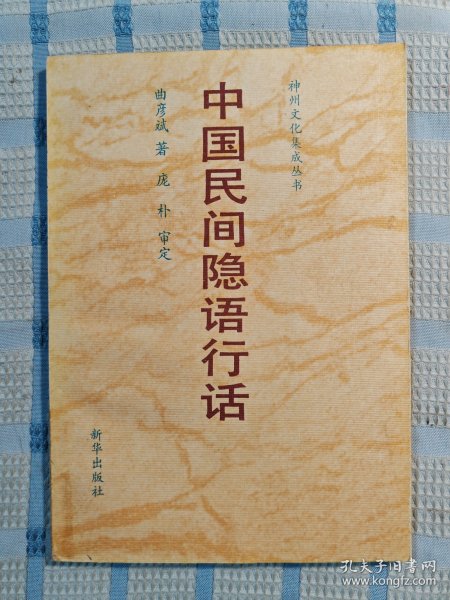 神州文化集成丛书
中国民间隐语行话
曲彦斌 著 庞 朴 审定
新华出版社
孔夫子旧书网
www.kongfz.com